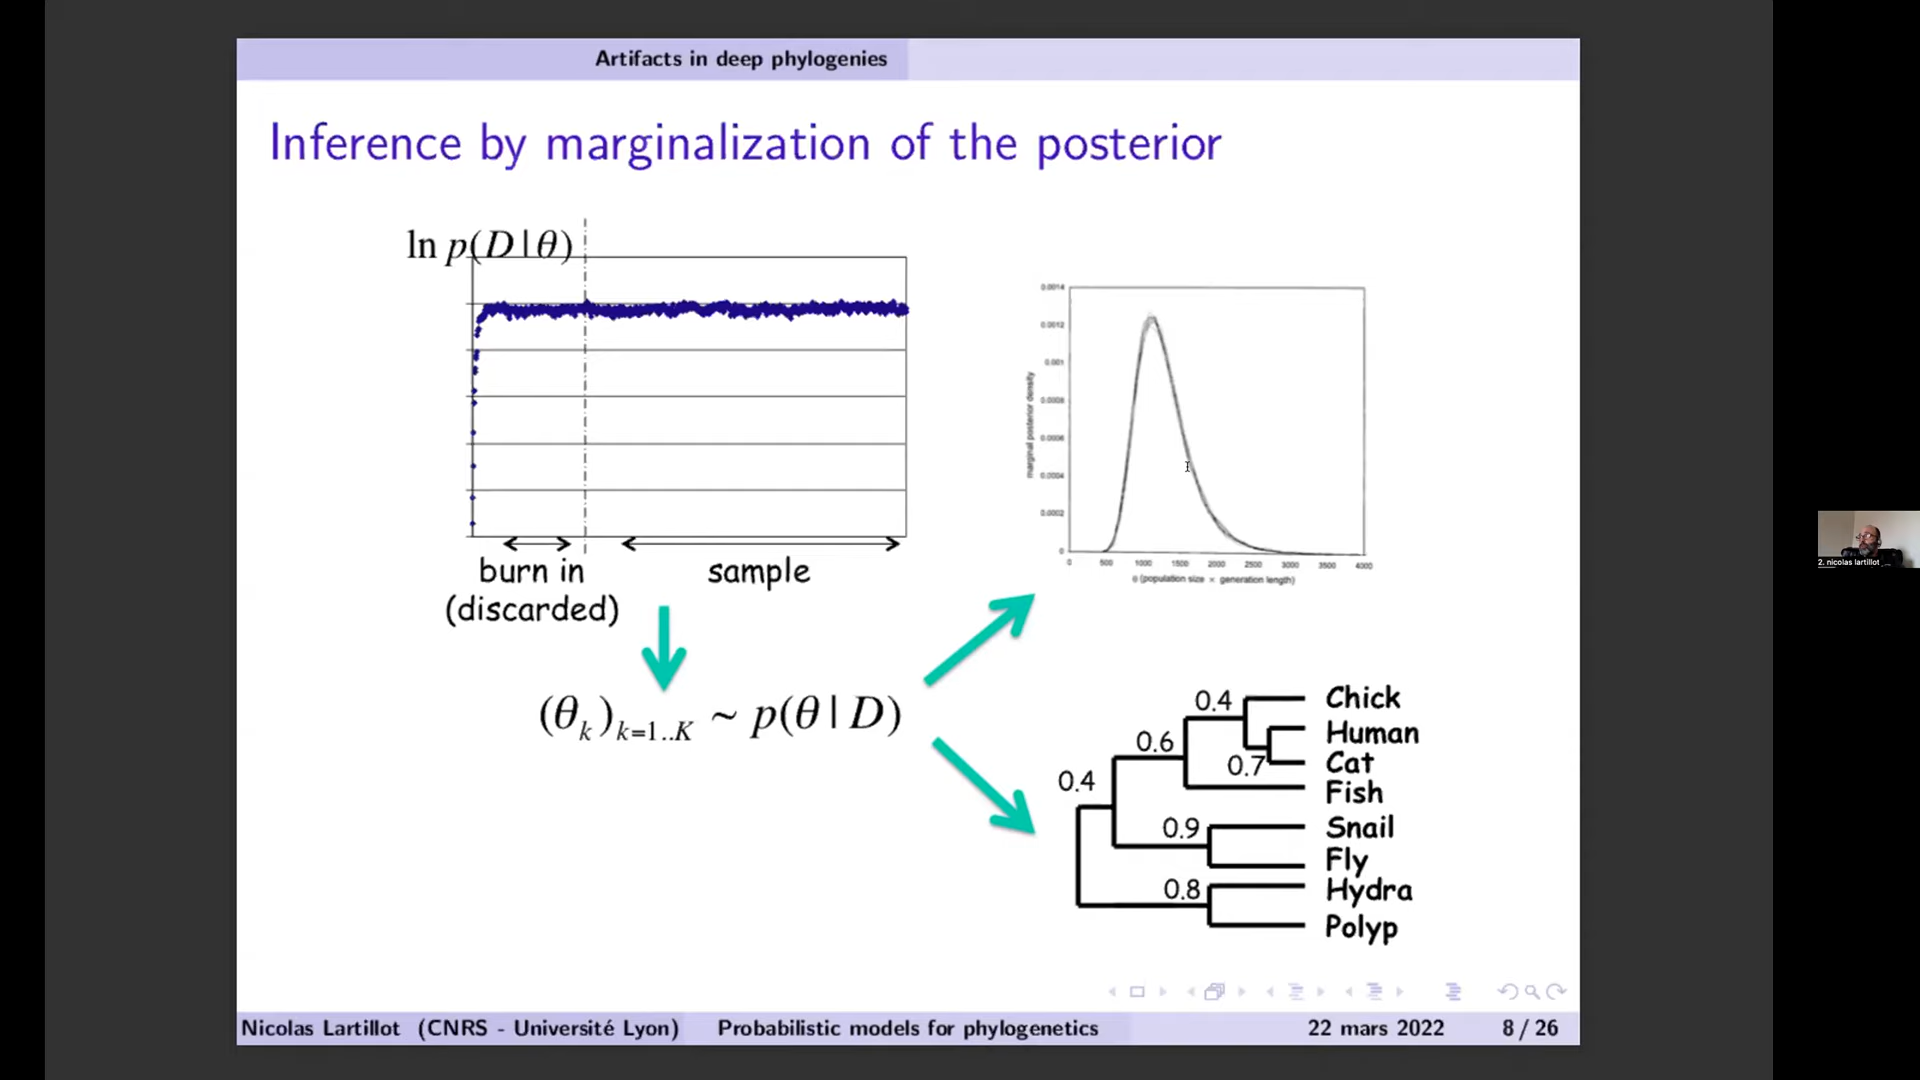 Artifacts in deep phylogenies
Inference by marginalization of the posterior
ln p(D|θ)
burn in
(discarded)
sample
(θk)k=1..K ~ p(θ|D)
0.0014
0.0012
0.001
0.0008
0.0006
0.0004
0.0002
0
marginal posterior density
0 500 1000 1500 2000 2500 3000 3500 4000
θ (population size × generation length)
0.4 Chick
Human
0.6
0.7 Cat
0.4 Fish
0.9 Snail
Fly
0.8 Hydra
Polyp
Nicolas Lartillot (CNRS - Université Lyon) Probabilistic models for phylogenetics 22 mars 2022 8 / 26
2. nicolas lartillot